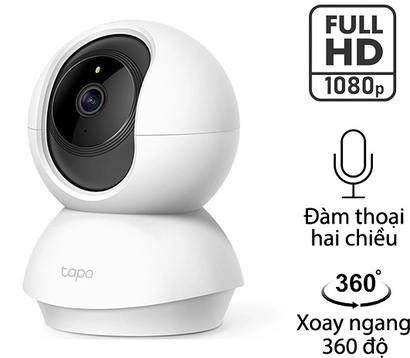 FULL
HD
1080p
Đàm thoại
hai chiều
tapo
360°
Xoay ngang
360 độ